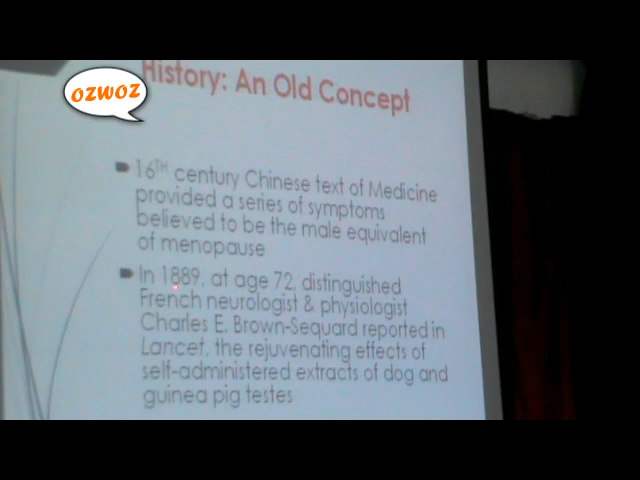 ozwoz
History: An Old Concept
16TH century Chinese text of Medicine
provided a series of symptoms
believed to be the male equivalent
of menopause
In 1889, at age 72, distinguished
French neurologist & physiologist
Charles E. Brown-Sequard reported in
Lancet, the rejuvenating effects of
self-administered extracts of dog and
guinea pig testes